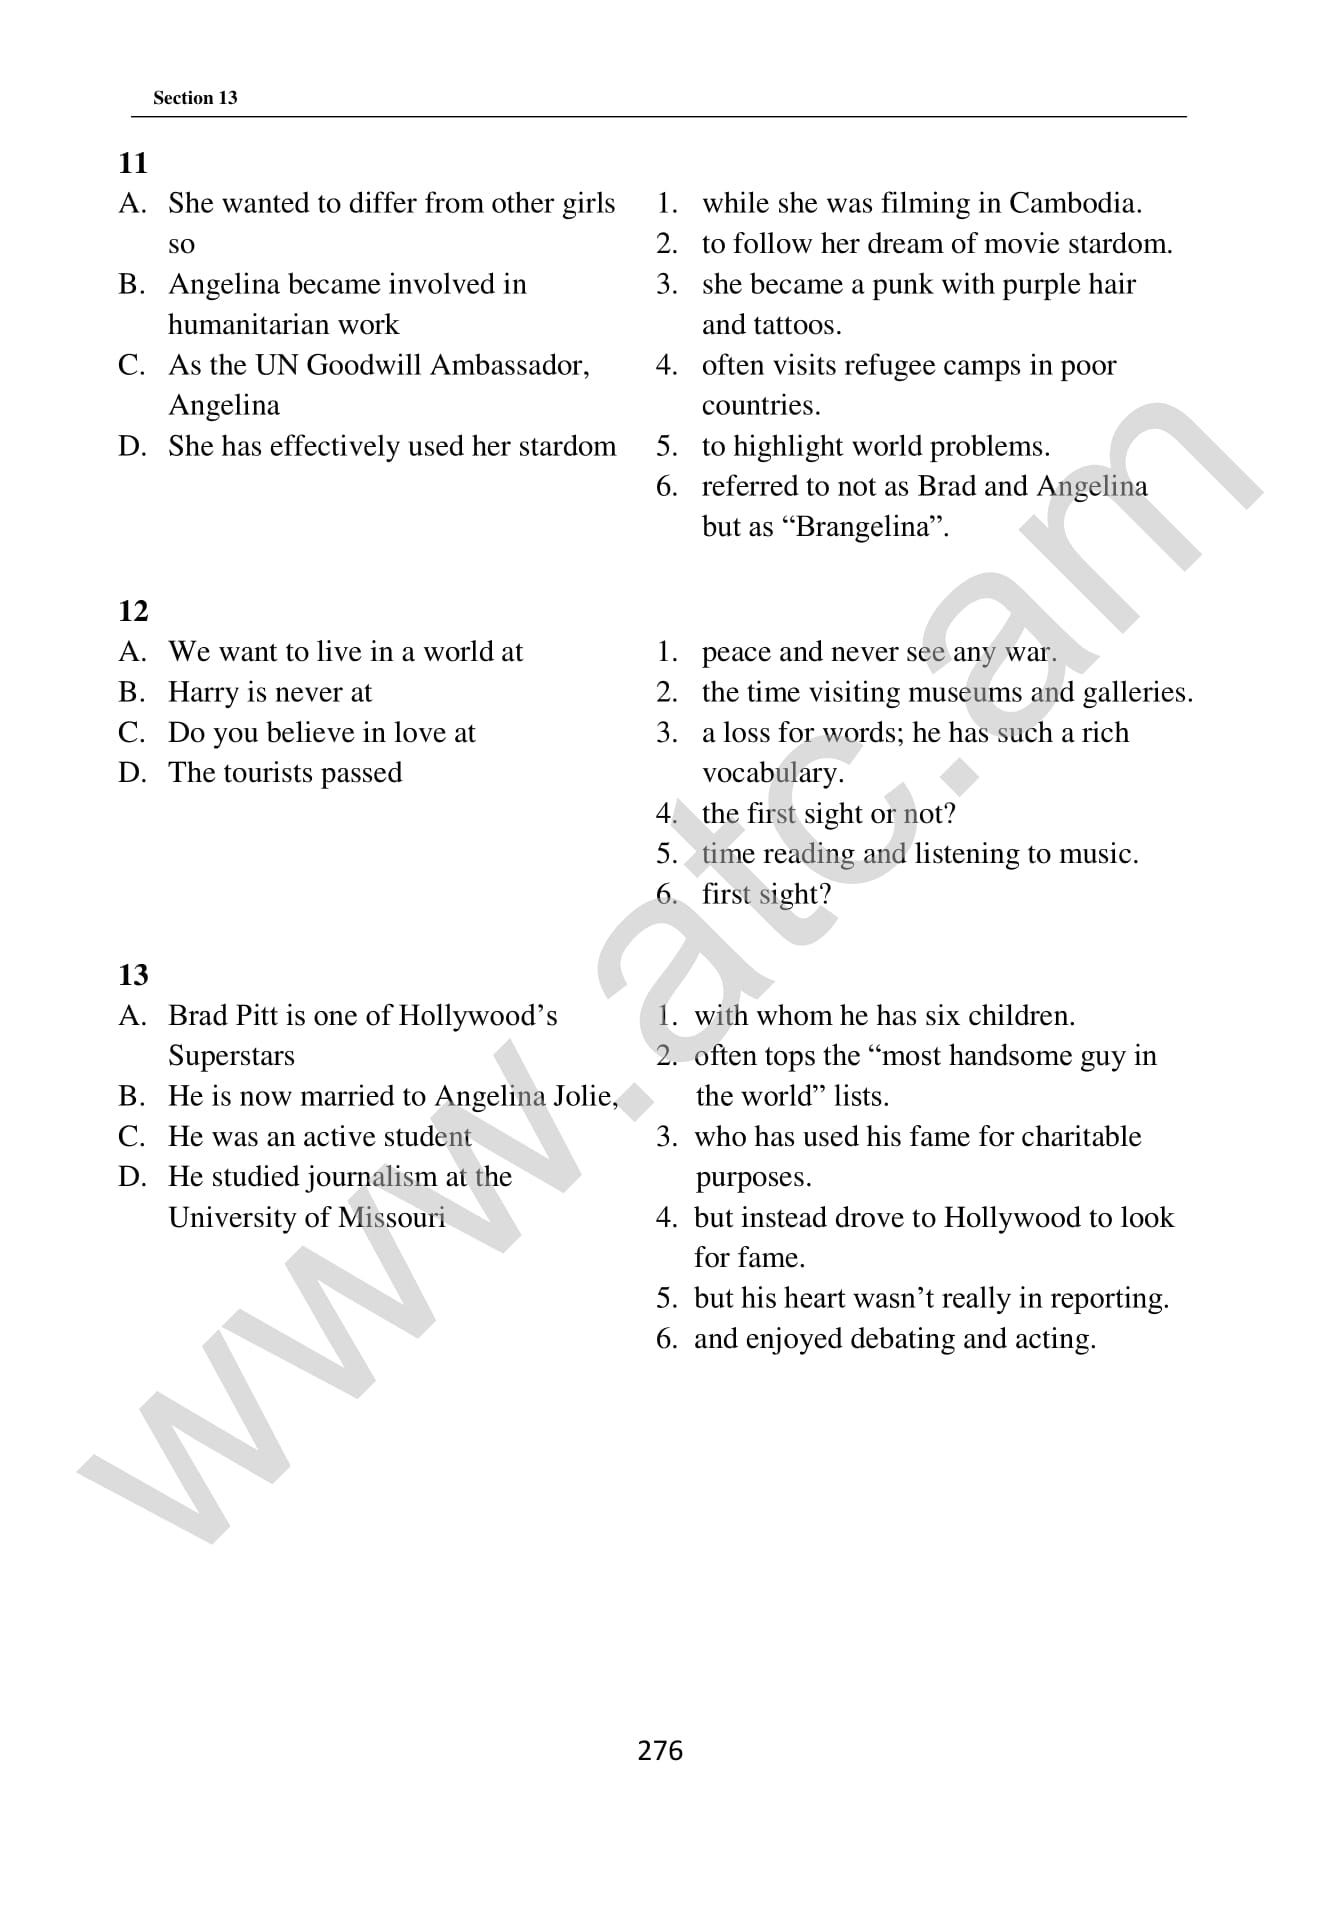 Section 13
11
A. She wanted to differ from other girls
so
B. Angelina became involved in
humanitarian work
C. As the UN Goodwill Ambassador,
Angelina
D. She has effectively used her stardom
1. while she was filming in Cambodia.
2. to follow her dream of movie stardom.
3. she became a punk with purple hair
and tattoos.
4. often visits refugee camps in poor
countries.
5. to highlight world problems.
6. referred to not as Brad and Angelina
but as “Brangelina”.
12
A. We want to live in a world at
B. Harry is never at
C. Do you believe in love at
D. The tourists passed
1. peace and never see any war.
2. the time visiting museums and galleries.
3. a loss for words; he has such a rich
vocabulary.
4. the first sight or not?
5. time reading and listening to music.
6. first sight?
13
A. Brad Pitt is one of Hollywood’s
Superstars
B. He is now married to Angelina Jolie,
C. He was an active student
D. He studied journalism at the
University of Missouri
1. with whom he has six children.
2. often tops the “most handsome guy in
the world” lists.
3. who has used his fame for charitable
purposes.
4. but instead drove to Hollywood to look
for fame.
5. but his heart wasn’t really in reporting.
6. and enjoyed debating and acting.
www.atc.am
276